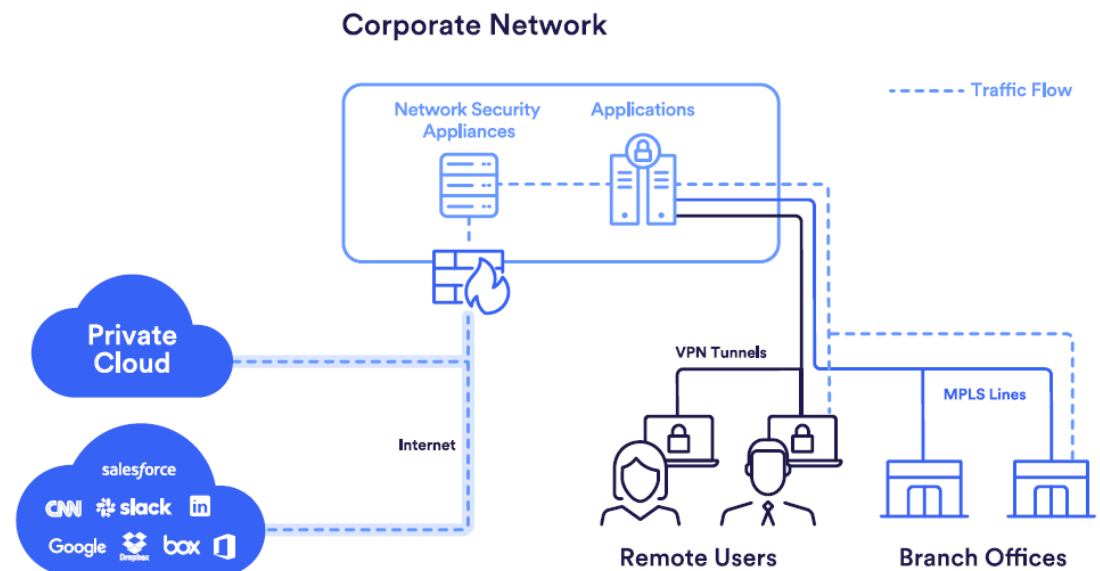 Corporate Network
Traffic Flow
Network Security
Appliances
Applications
Private
Cloud
VPN Tunnels
MPLS Lines
Internet
salesforce
CNN slack in
Google Dropbox box
Remote Users
Branch Offices